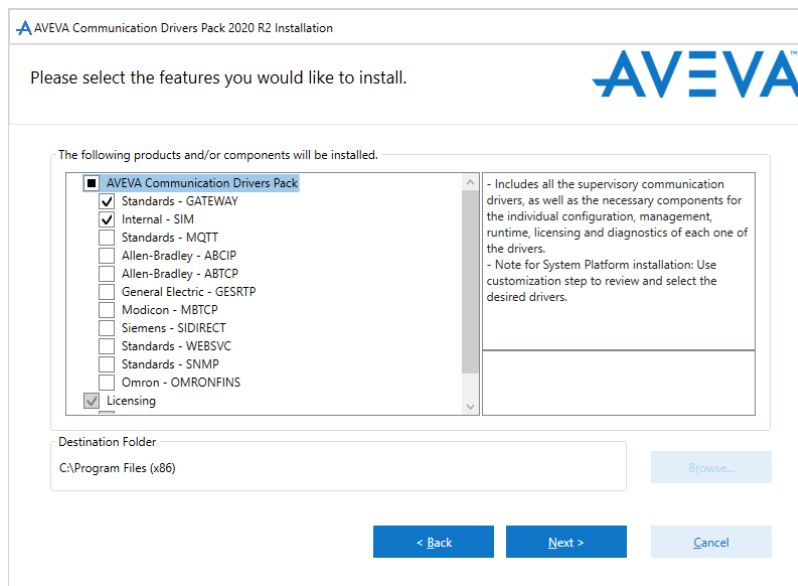 AVEVA Communication Drivers Pack 2020 R2 Installation
Please select the features you would like to install.
AVEVA
The following products and/or components will be installed.
AVEVA Communication Drivers Pack
Standards - GATEWAY
Internal - SIM
Standards - MQTT
Allen-Bradley - ABCIP
Allen-Bradley - ABTCP
General Electric - GESRTP
Modicon - MBTCP
Siemens - SIDIRECT
Standards - WEBSVC
Standards - SNMP
Omron - OMRONFINS
Licensing
- Includes all the supervisory communication
drivers, as well as the necessary components for
the individual configuration, management,
runtime, licensing and diagnostics of each one of
the drivers.
- Note for System Platform installation: Use
customization step to review and select the
desired drivers.
Destination Folder
C:\Program Files (x86)
Browse...
< Back
Next >
Cancel